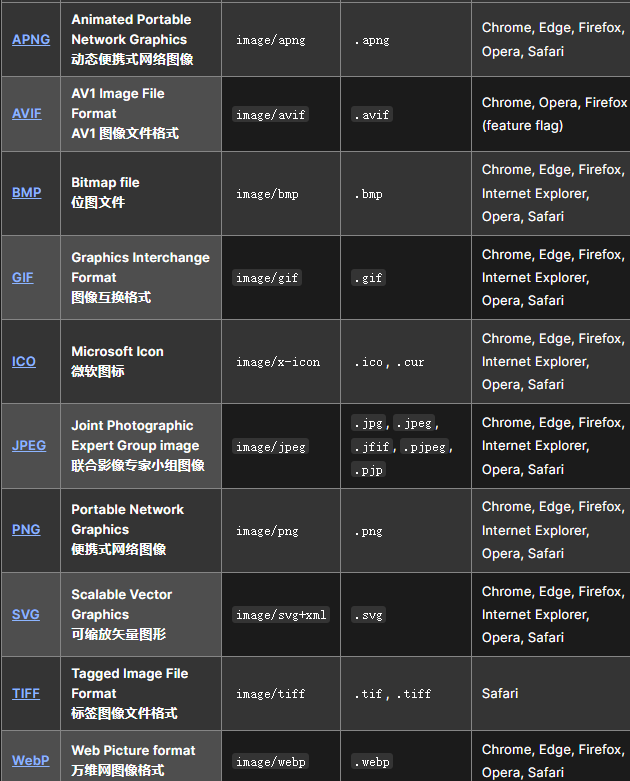 APNG
Animated Portable
Network Graphics
动态便携式网络图像
image/apng
.apng
Chrome, Edge, Firefox,
Opera, Safari
AVIF
AV1 Image File
Format
AV1 图像文件格式
image/avif
.avif
Chrome, Opera, Firefox
(feature flag)
BMP
Bitmap file
位图文件
image/bmp
.bmp
Chrome, Edge, Firefox,
Internet Explorer,
Opera, Safari
GIF
Graphics Interchange
Format
图像互换格式
image/gif
.gif
Chrome, Edge, Firefox,
Internet Explorer,
Opera, Safari
ICO
Microsoft Icon
微软图标
image/x-icon
.ico, .cur
Chrome, Edge, Firefox,
Internet Explorer,
Opera, Safari
JPEG
Joint Photographic
Expert Group image
联合影像专家小组图像
image/jpeg
.jpg, .jpeg,
.jfif, .pjpeg,
.pjp
Chrome, Edge, Firefox,
Internet Explorer,
Opera, Safari
PNG
Portable Network
Graphics
便携式网络图像
image/png
.png
Chrome, Edge, Firefox,
Internet Explorer,
Opera, Safari
SVG
Scalable Vector
Graphics
可缩放矢量图形
image/svg+xml
.svg
Chrome, Edge, Firefox,
Internet Explorer,
Opera, Safari
TIFF
Tagged Image File
Format
标签图像文件格式
image/tiff
.tif, .tiff
Safari
WebP
Web Picture format
万维网图像格式
image/webp
.webp
Chrome, Edge, Firefox,
Opera, Safari